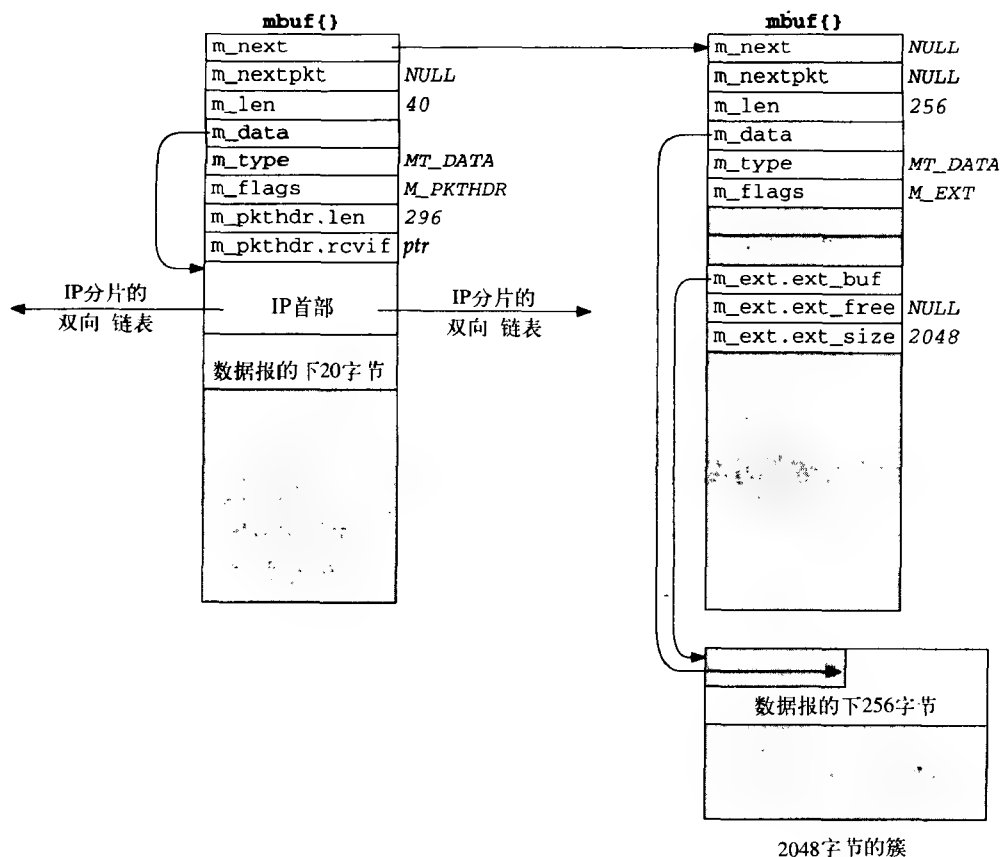 mbuf{}
m_next
m_nextpkt NULL
m_len 40
m_data
m_type MT_DATA
m_flags M_PKTHDR
m_pkthdr.len 296
m_pkthdr.rcvif ptr
IP分片的
双向 链表
IP首部
IP分片的
双向 链表
数据报的下20字节
mbuf{}
m_next NULL
m_nextpkt NULL
m_len 256
m_data
m_type MT_DATA
m_flags M_EXT
m_ext.ext_buf
m_ext.ext_free NULL
m_ext.ext_size 2048
数据报的下256字节
2048字节的簇